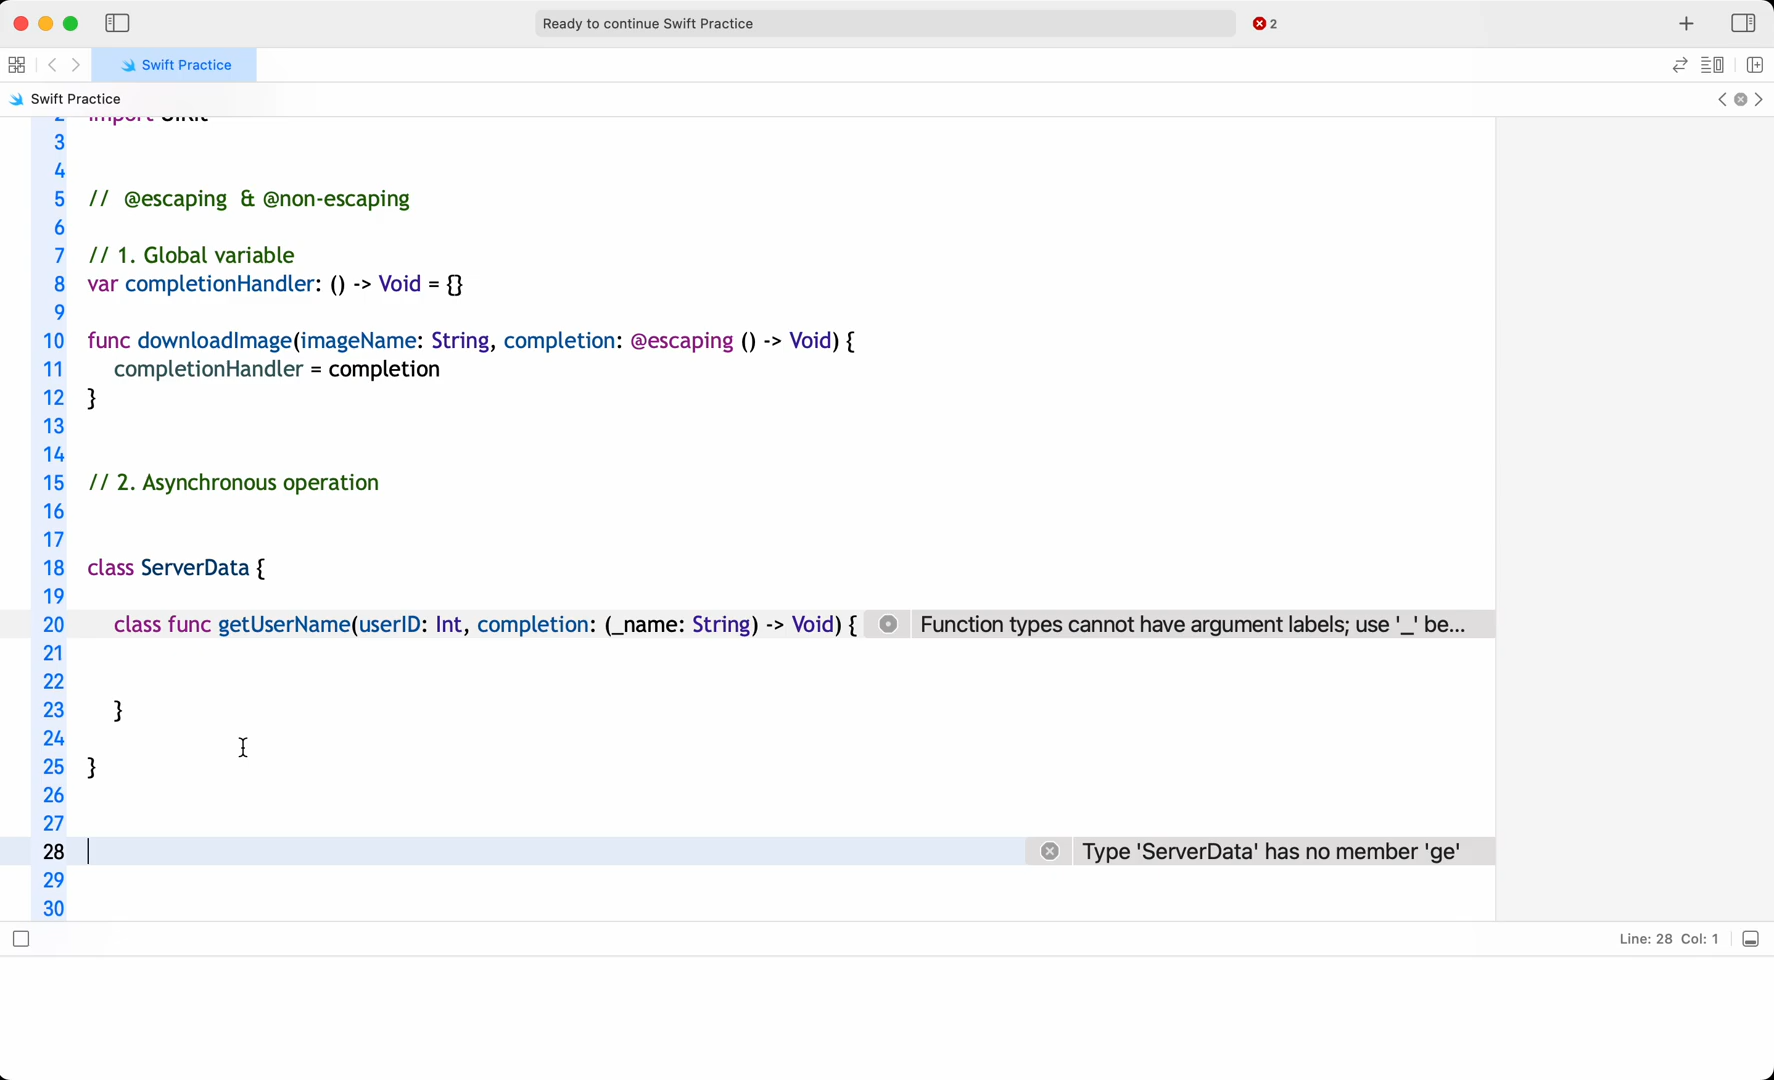 Ready to continue Swift Practice
2
Swift Practice
Swift Practice
2 import UIKit
3
4
5 // @escaping & @non-escaping
6
7 // 1. Global variable
8 var completionHandler: () -> Void = {}
9
10 func downloadImage(imageName: String, completion: @escaping () -> Void) {
11 completionHandler = completion
12 }
13
14
15 // 2. Asynchronous operation
16
17
18 class ServerData {
19
20 class func getUserName(userID: Int, completion: (_name: String) -> Void) { Function types cannot have argument labels; use '_' be...
21
22
23 }
24
25 }
26
27
28 Type 'ServerData' has no member 'ge'
29
30
Line: 28 Col: 1